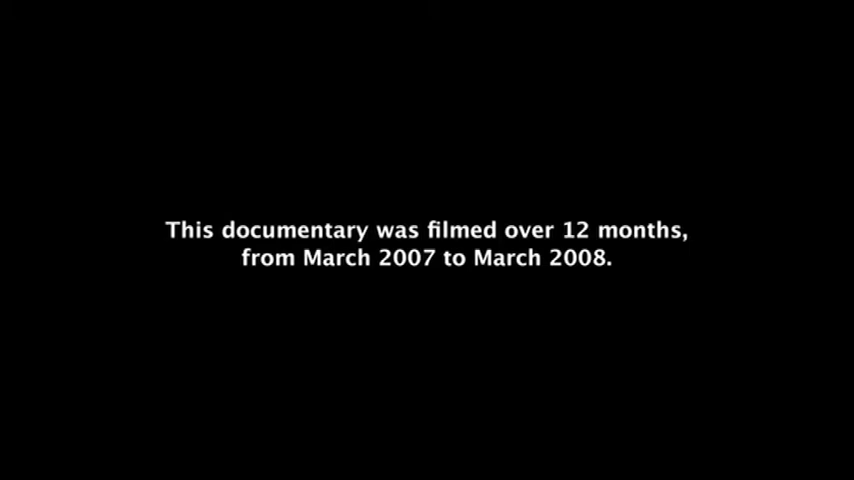 This documentary was filmed over 12 months,
from March 2007 to March 2008.